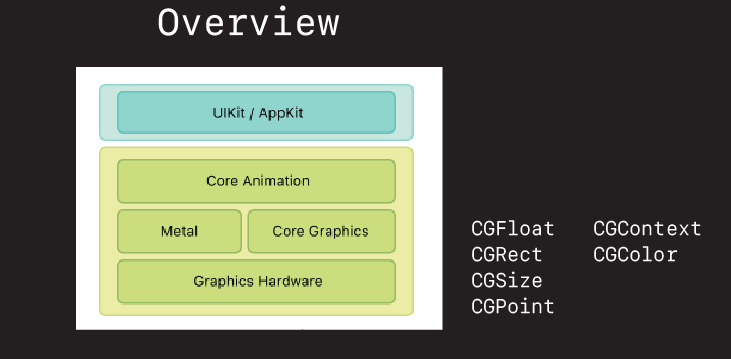 Overview
UIKit / AppKit
Core Animation
Metal
Core Graphics
Graphics Hardware
CGFloat
CGRect
CGSize
CGPoint
CGContext
CGColor